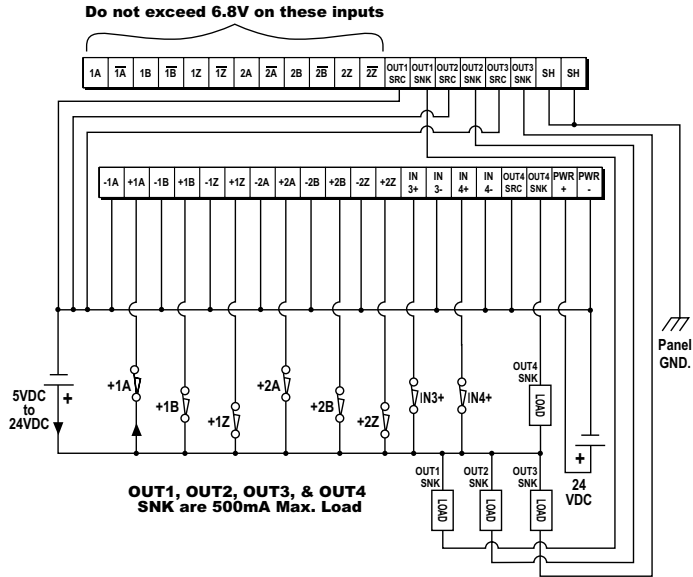 Do not exceed 6.8V on these inputs
1A 1A̅ 1B 1B̅ 1Z 1Z̅ 2A 2A̅ 2B 2B̅ 2Z 2Z̅ OUT1 SRC OUT1 SNK OUT2 SRC OUT2 SNK OUT3 SRC OUT3 SNK SH SH
-1A +1A -1B +1B -1Z +1Z -2A +2A -2B +2B -2Z +2Z IN 3+ IN 3- IN 4+ IN 4- OUT4 SRC OUT4 SNK PWR + PWR -
Panel
GND.
5VDC
to
24VDC
+
+1A
+1B
+1Z
+2A
+2B
+2Z
IN3+
IN4+
OUT4
SNK
LOAD
+
24
VDC
OUT1
SNK
LOAD
OUT2
SNK
LOAD
OUT3
SNK
LOAD
OUT1, OUT2, OUT3, & OUT4
SNK are 500mA Max. Load